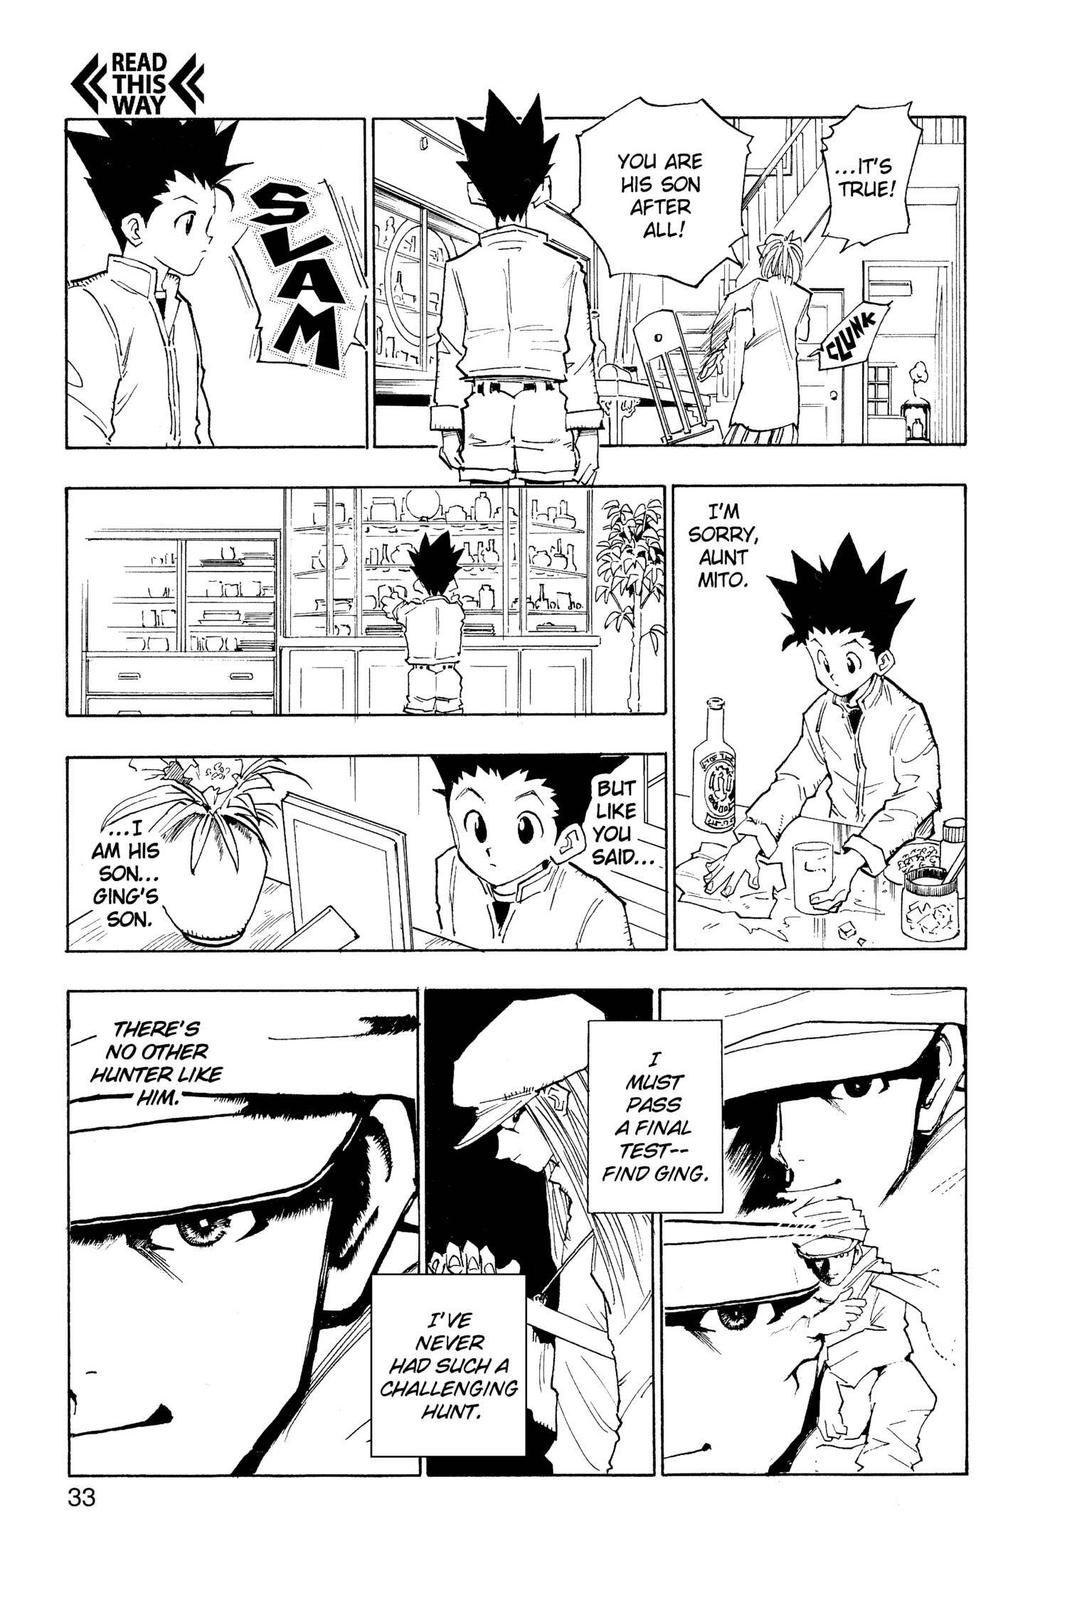 READ
THIS
WAY
...IT'S
TRUE!
YOU ARE
HIS SON
AFTER
ALL!
CLUNK
SLAM
I'M
SORRY,
AUNT
MITO.
BUT
LIKE
YOU
SAID...
...I
AM HIS
SON...
GING'S
SON.
I
MUST
PASS
A FINAL
TEST--
FIND GING.
I'VE
NEVER
HAD SUCH A
CHALLENGING
HUNT.
THERE'S
NO OTHER
HUNTER LIKE
HIM.
33